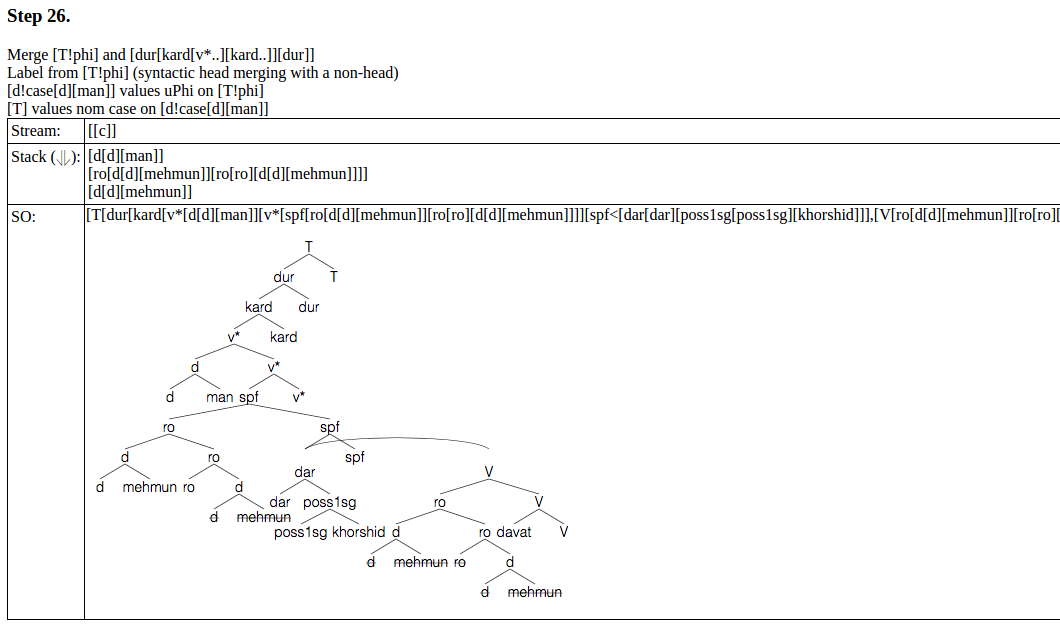 Step 26.
Merge [T!phi] and [dur[kard[v*..][kard..]][dur]]
Label from [T!phi] (syntactic head merging with a non-head)
[d!case[d][man]] values uPhi on [T!phi]
[T] values nom case on [d!case[d][man]]
Stream: [[c]]
Stack (⇃⇂): [d[d][man]]
[ro[d[d][mehmun]][ro[ro][d[d][mehmun]]]]
[d[d][mehmun]]
SO: [T[dur[kard[v*[d[d][man]][v*[spf[ro[d[d][mehmun]][ro[ro][d[d][mehmun]]]][spf<[dar[dar][poss1sg[poss1sg][khorshid]]],[V[ro[d[d][mehmun]][ro[ro][
T
dur T
kard dur
v* kard
d v*
d man spf v*
ro spf
d ro spf
dar V
d mehmun ro d dar poss1sg ro V
d mehmun poss1sg khorshid d ro davat V
d mehmun ro d
d mehmun